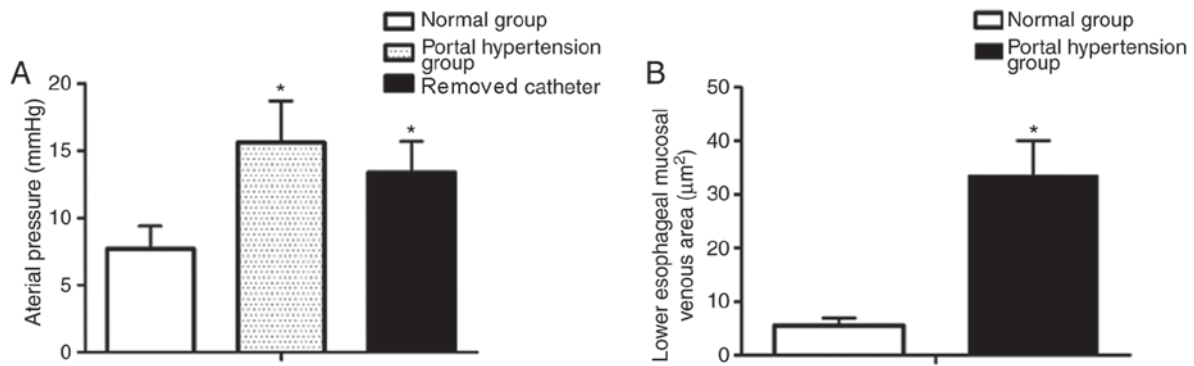 A
Normal group
Portal hypertension
group
Removed catheter
Aterial pressure (mmHg)
20
15
10
5
0
*
*
B
Normal group
Portal hypertension
group
Lower esophageal mucosal
venous area (μm²)
50
40
30
20
10
0
*